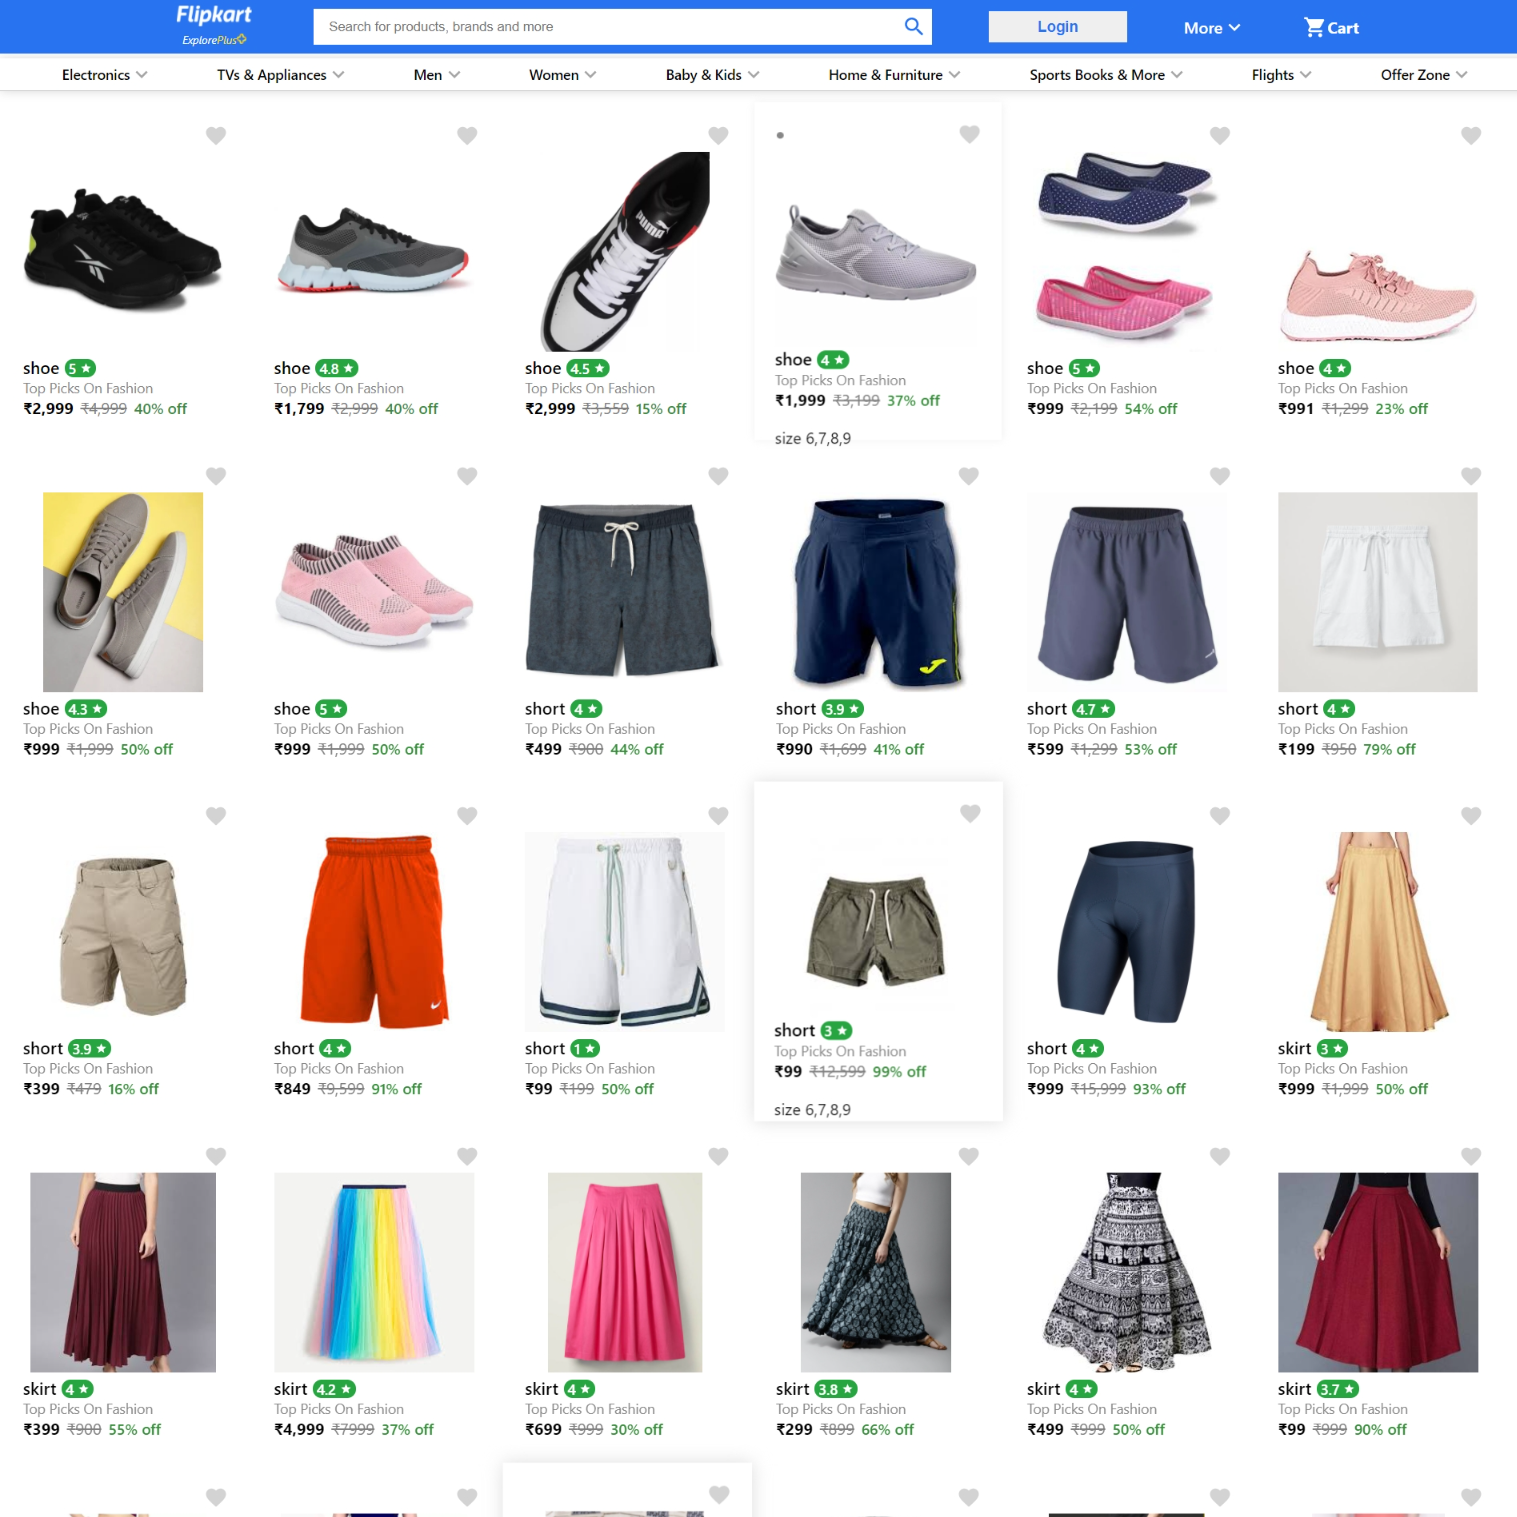 Flipkart
ExplorePlus
Search for products, brands and more
Login
More
Cart
Electronics
TVs & Appliances
Men
Women
Baby & Kids
Home & Furniture
Sports Books & More
Flights
Offer Zone
PUMA
shoe 5
Top Picks On Fashion
₹2,999 ₹4,999 40% off
shoe 4.8
Top Picks On Fashion
₹1,799 ₹2,999 40% off
shoe 4.5
Top Picks On Fashion
₹2,999 ₹3,559 15% off
shoe 4
Top Picks On Fashion
₹1,999 ₹3,199 37% off
size 6,7,8,9
shoe 5
Top Picks On Fashion
₹999 ₹2,199 54% off
shoe 4
Top Picks On Fashion
₹991 ₹1,299 23% off
shoe 4.3
Top Picks On Fashion
₹999 ₹1,999 50% off
shoe 5
Top Picks On Fashion
₹999 ₹1,999 50% off
short 4
Top Picks On Fashion
₹499 ₹900 44% off
short 3.9
Top Picks On Fashion
₹990 ₹1,699 41% off
short 4.7
Top Picks On Fashion
₹599 ₹1,299 53% off
short 4
Top Picks On Fashion
₹199 ₹950 79% off
short 3.9
Top Picks On Fashion
₹399 ₹479 16% off
short 4
Top Picks On Fashion
₹849 ₹9,599 91% off
short 1
Top Picks On Fashion
₹99 ₹199 50% off
short 3
Top Picks On Fashion
₹99 ₹12,599 99% off
size 6,7,8,9
short 4
Top Picks On Fashion
₹999 ₹15,999 93% off
skirt 3
Top Picks On Fashion
₹999 ₹1,999 50% off
skirt 4
Top Picks On Fashion
₹399 ₹900 55% off
skirt 4.2
Top Picks On Fashion
₹4,999 ₹7999 37% off
skirt 4
Top Picks On Fashion
₹699 ₹999 30% off
skirt 3.8
Top Picks On Fashion
₹299 ₹899 66% off
skirt 4
Top Picks On Fashion
₹499 ₹999 50% off
skirt 3.7
Top Picks On Fashion
₹99 ₹999 90% off